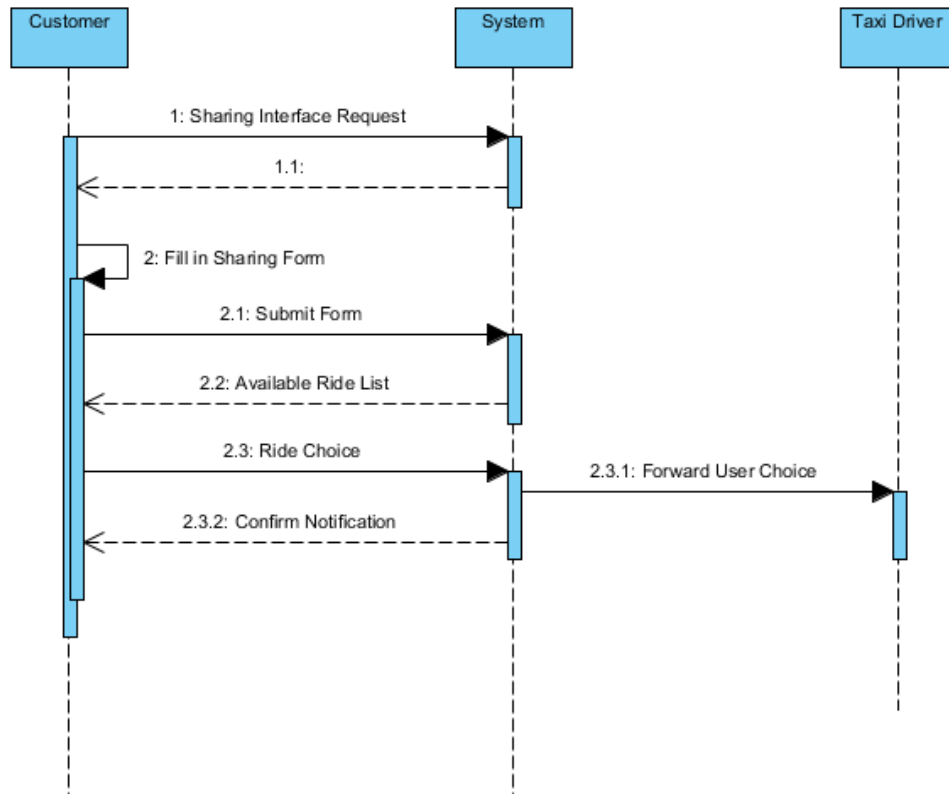 Customer
System
Taxi Driver
1: Sharing Interface Request
1.1:
2: Fill in Sharing Form
2.1: Submit Form
2.2: Available Ride List
2.3: Ride Choice
2.3.1: Forward User Choice
2.3.2: Confirm Notification